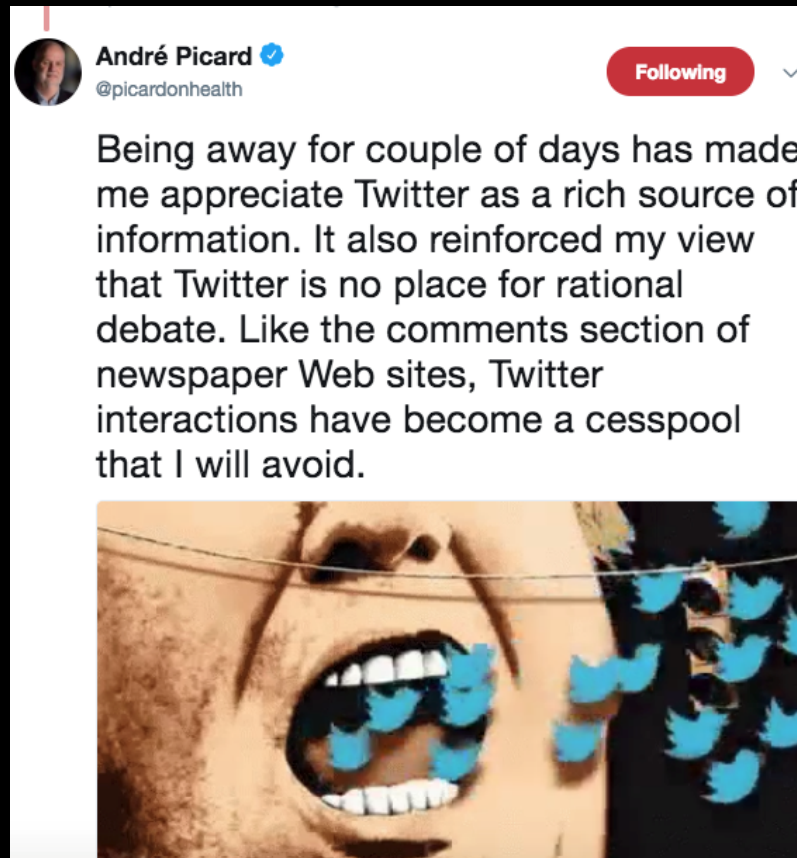 André Picard
@picardonhealth
Following
Being away for couple of days has made
me appreciate Twitter as a rich source of
information. It also reinforced my view
that Twitter is no place for rational
debate. Like the comments section of
newspaper Web sites, Twitter
interactions have become a cesspool
that I will avoid.